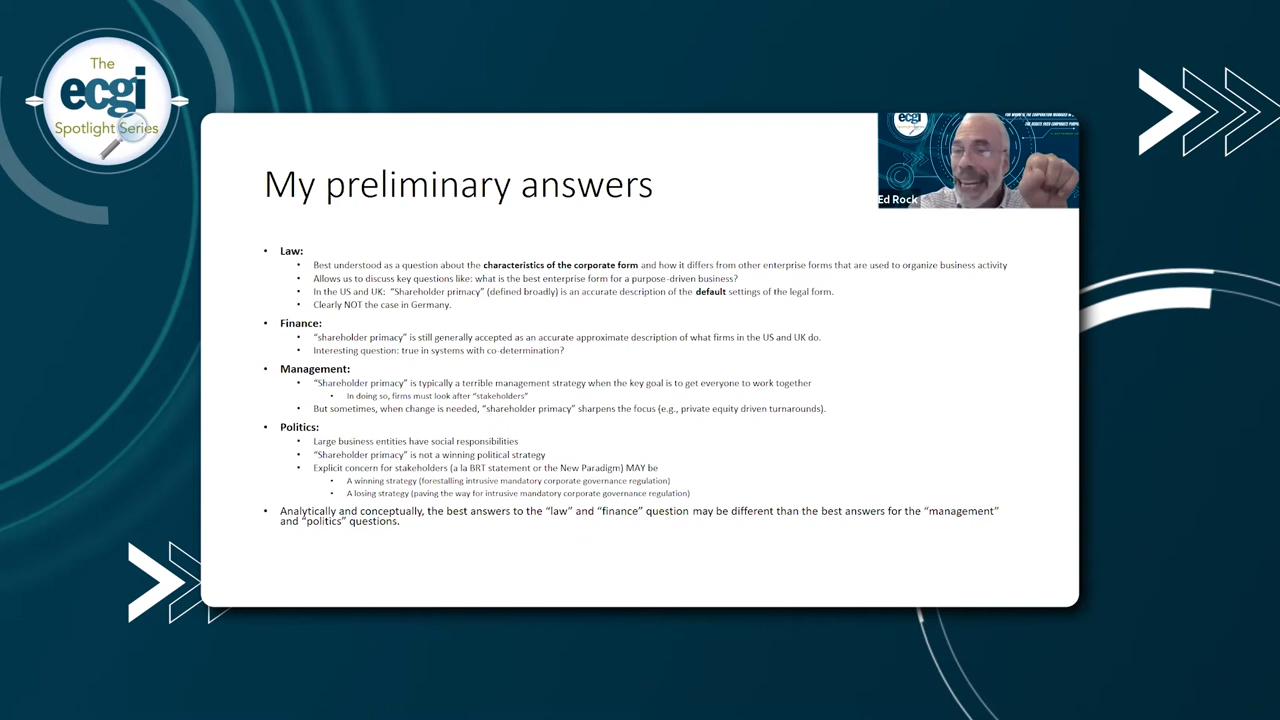 The
ecgi
Spotlight Series
My preliminary answers
ecgi
Spotlight Series
Ed Rock
• Law:
• Best understood as a question about the characteristics of the corporate form and how it differs from other enterprise forms that are used to organize business activity
• Allows us to discuss key questions like: what is the best enterprise form for a purpose-driven business?
• In the US and UK: “Shareholder primacy” (defined broadly) is an accurate description of the default settings of the legal form.
• Clearly NOT the case in Germany.
• Finance:
• “shareholder primacy” is still generally accepted as an accurate approximate description of what firms in the US and UK do.
• Interesting question: true in systems with co-determination?
• Management:
• “Shareholder primacy” is typically a terrible management strategy when the key goal is to get everyone to work together
• In doing so, firms must look after “stakeholders”
• But sometimes, when change is needed, “shareholder primacy” sharpens the focus (e.g., private equity driven turnarounds).
• Politics:
• Large business entities have social responsibilities
• “Shareholder primacy” is not a winning political strategy
• Explicit concern for stakeholders (a la BRT statement or the New Paradigm) MAY be
• A winning strategy (forestalling intrusive mandatory corporate governance regulation)
• A losing strategy (paving the way for intrusive mandatory corporate governance regulation)
• Analytically and conceptually, the best answers to the “law” and “finance” question may be different than the best answers for the “management”
and “politics” questions.